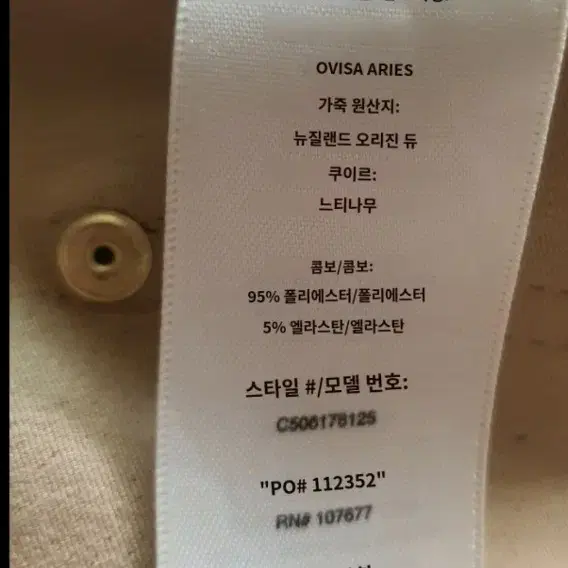 OVISA ARIES
가죽 원산지:
뉴질랜드 오리진 듀
쿠이르:
느티나무
콤보/콤보:
95% 폴리에스터/폴리에스터
5% 엘라스탄/엘라스탄
스타일 #/모델 번호:
C506178125
"PO# 112352"
RN# 107677